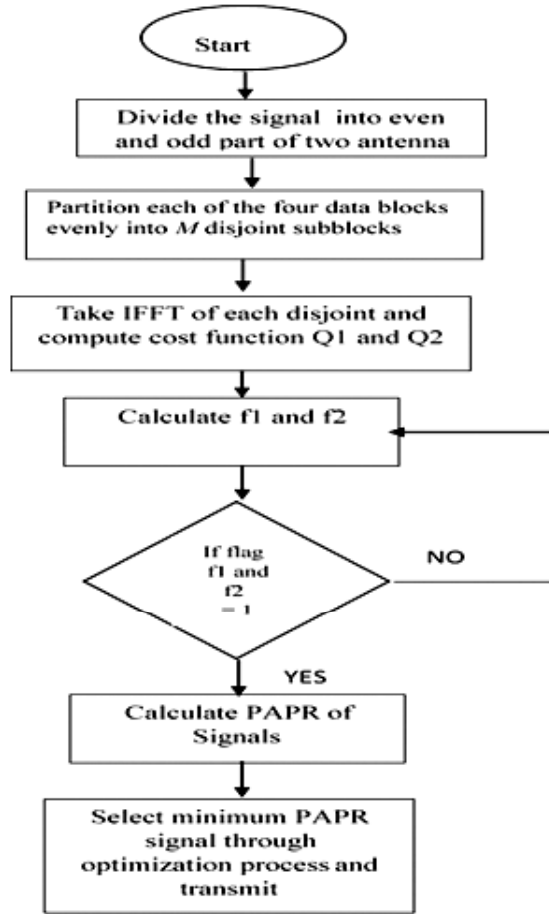 Start
Divide the signal into even
and odd part of two antenna
Partition each of the four data blocks
evenly into M disjoint subblocks
Take IFFT of each disjoint and
compute cost function Q1 and Q2
Calculate f1 and f2
If flag
f1 and
f2
= 1
NO
YES
Calculate PAPR of
Signals
Select minimum PAPR
signal through
optimization process and
transmit